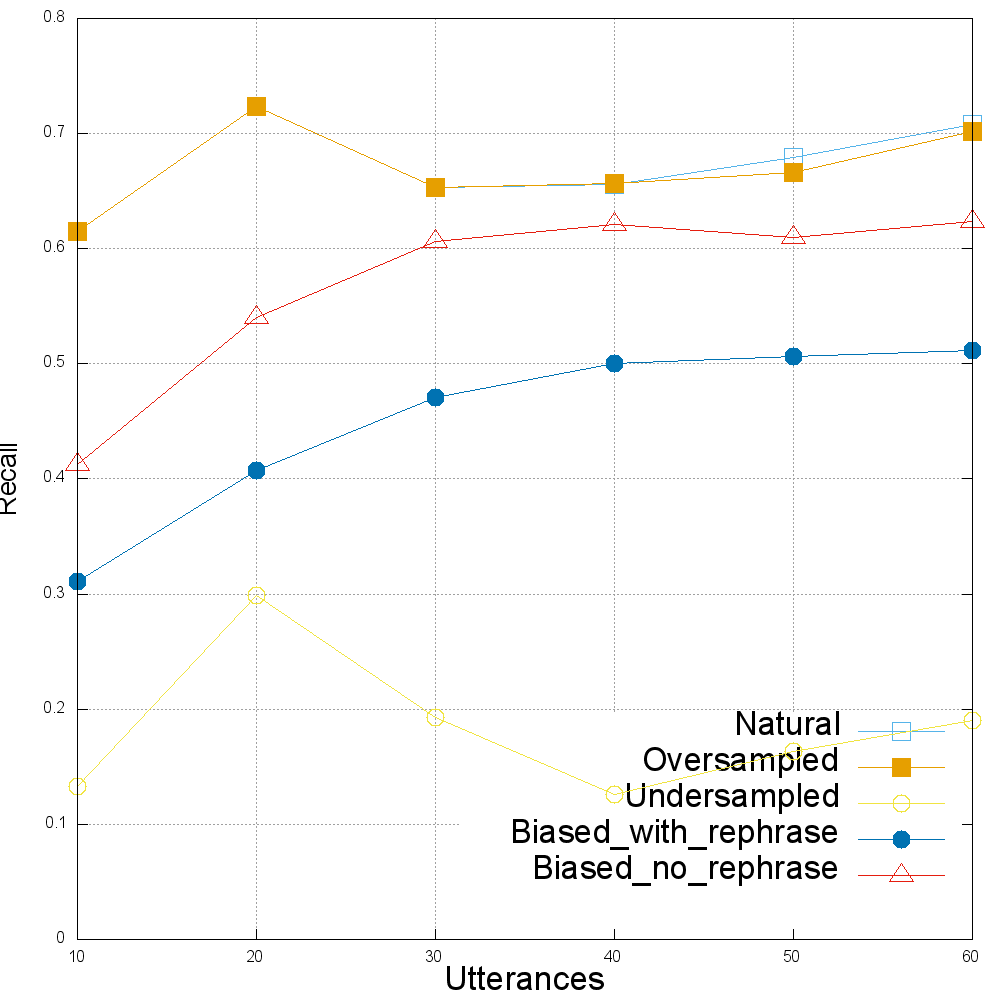 0.8
0.7
0.6
0.5
0.4
0.3
0.2
0.1
0
Recall
10 20 30 40 50 60
Utterances
Natural
Oversampled
Undersampled
Biased_with_rephrase
Biased_no_rephrase